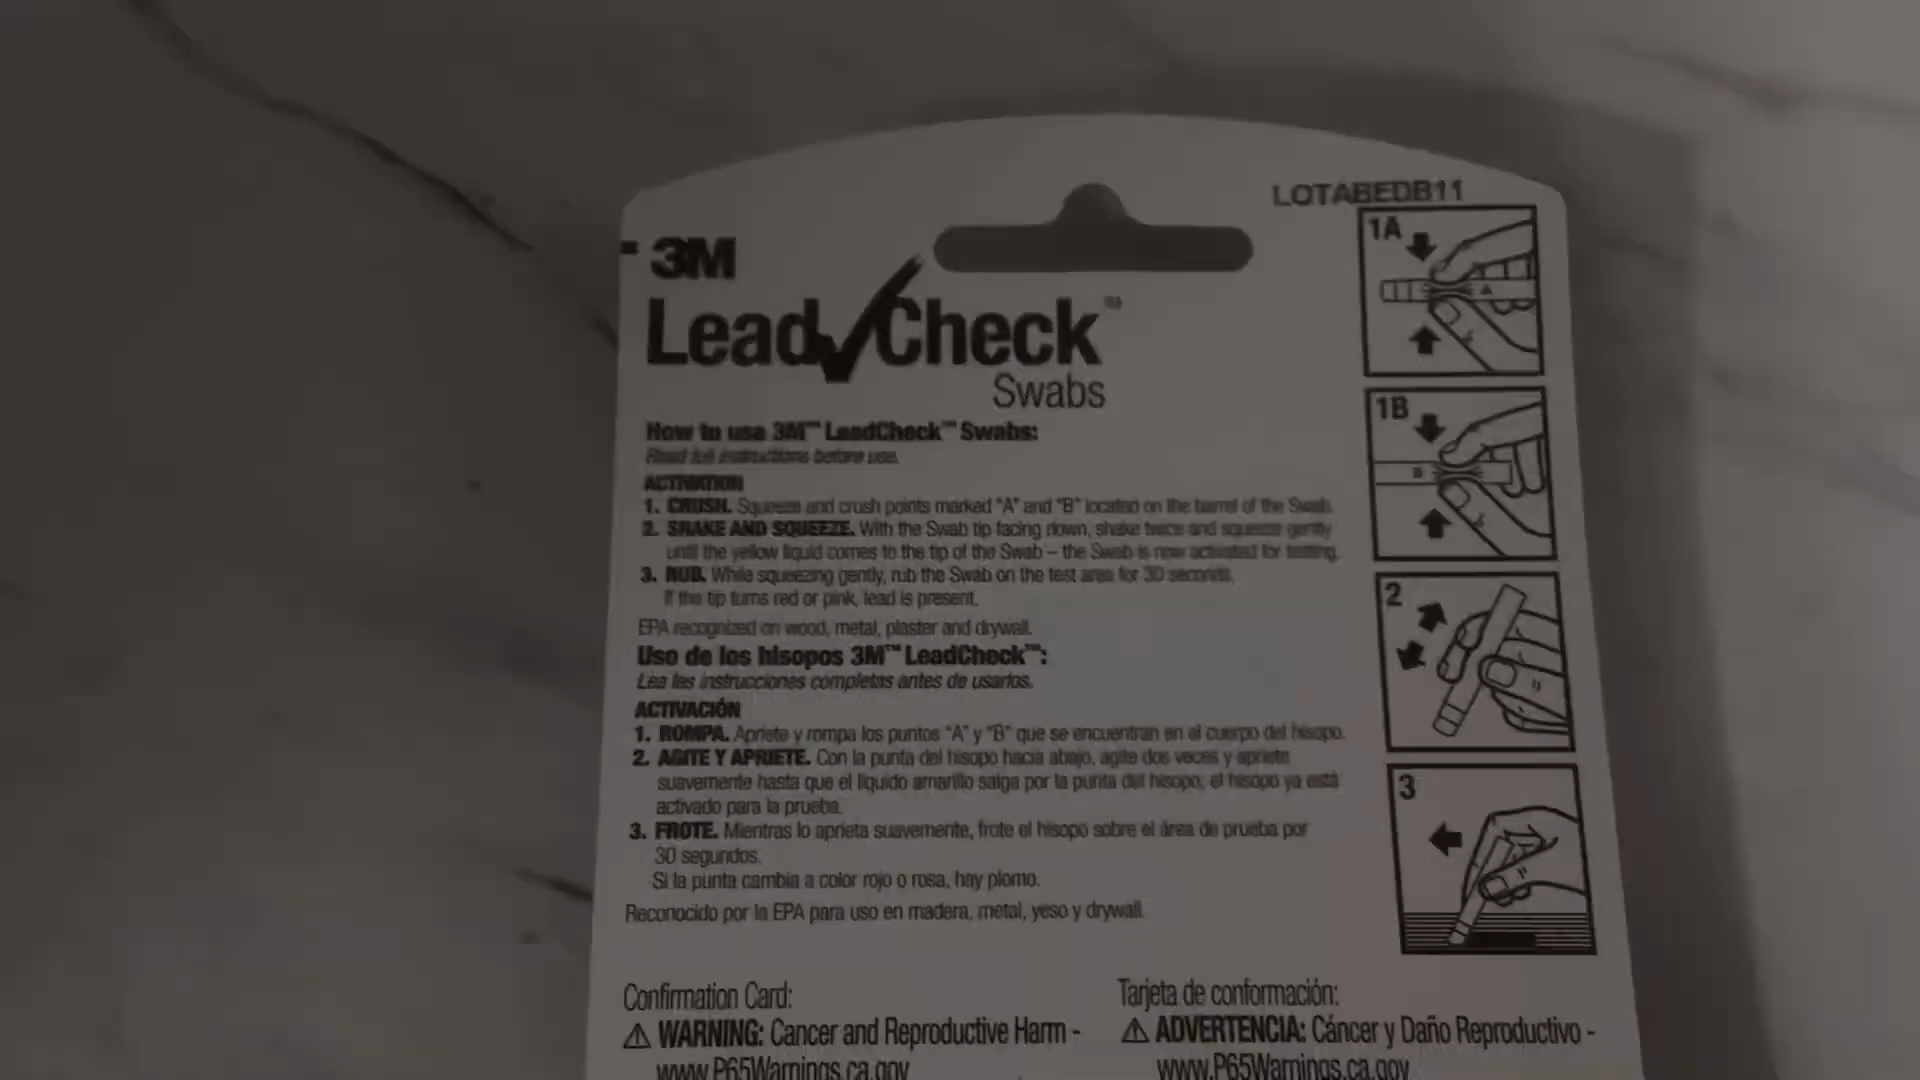 LOTABEDB11
3M
Lead Check™
Swabs
How to use 3M™ LeadCheck™ Swabs:
Read full instructions before use.
ACTIVATION
1. CRUSH. Squeeze and crush points marked "A" and "B" located on the barrel of the Swab.
2. SHAKE AND SQUEEZE. With the Swab tip facing down, shake twice and squeeze gently
until the yellow liquid comes to the tip of the Swab – the Swab is now activated for testing.
3. RUB. While squeezing gently, rub the Swab on the test area for 30 seconds.
If the tip turns red or pink, lead is present.
EPA recognized on wood, metal, plaster and drywall.
Uso de los hisopos 3M™ LeadCheck™:
Lea las instrucciones completas antes de usarlos.
ACTIVACIÓN
1. ROMPA. Apriete y rompa los puntos "A" y "B" que se encuentran en el cuerpo del hisopo.
2. AGITE Y APRIETE. Con la punta del hisopo hacia abajo, agite dos veces y apriete
suavemente hasta que el líquido amarillo salga por la punta del hisopo; el hisopo ya está
activado para la prueba.
3. FROTE. Mientras lo aprieta suavemente, frote el hisopo sobre el área de prueba por
30 segundos.
Si la punta cambia a color rojo o rosa, hay plomo.
Reconocido por la EPA para uso en madera, metal, yeso y drywall.
1A
A
1B
B
2
3
Confirmation Card:
⚠ WARNING: Cancer and Reproductive Harm -
www.P65Warnings.ca.gov
Tarjeta de conformación:
⚠ ADVERTENCIA: Cáncer y Daño Reproductivo -
www.P65Warnings.ca.gov